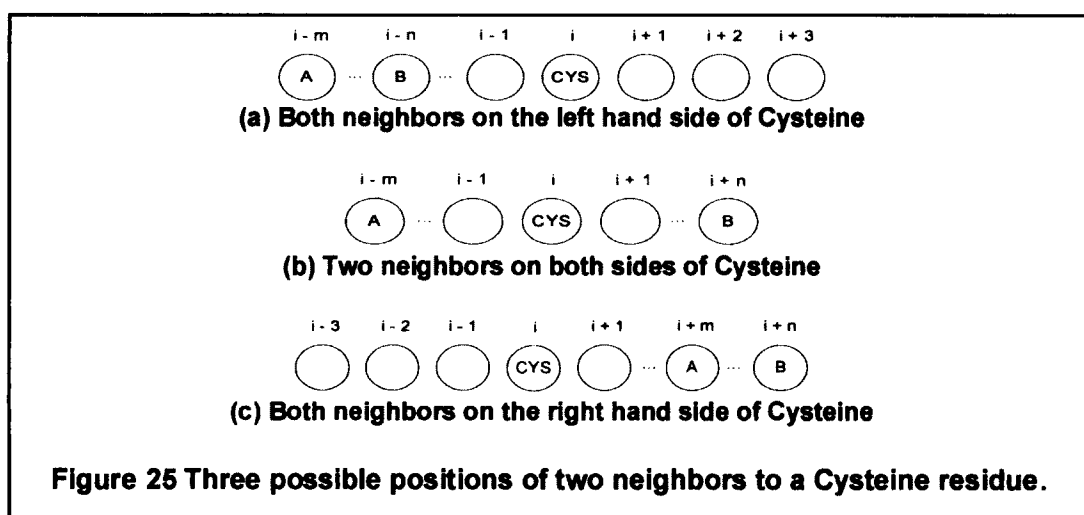 i - m i - n i - 1 i i + 1 i + 2 i + 3
A ... B ... CYS
(a) Both neighbors on the left hand side of Cysteine
i - m i - 1 i i + 1 i + n
A ... CYS ... B
(b) Two neighbors on both sides of Cysteine
i - 3 i - 2 i - 1 i i + 1 i + m i + n
CYS ... A ... B
(c) Both neighbors on the right hand side of Cysteine
Figure 25 Three possible positions of two neighbors to a Cysteine residue.